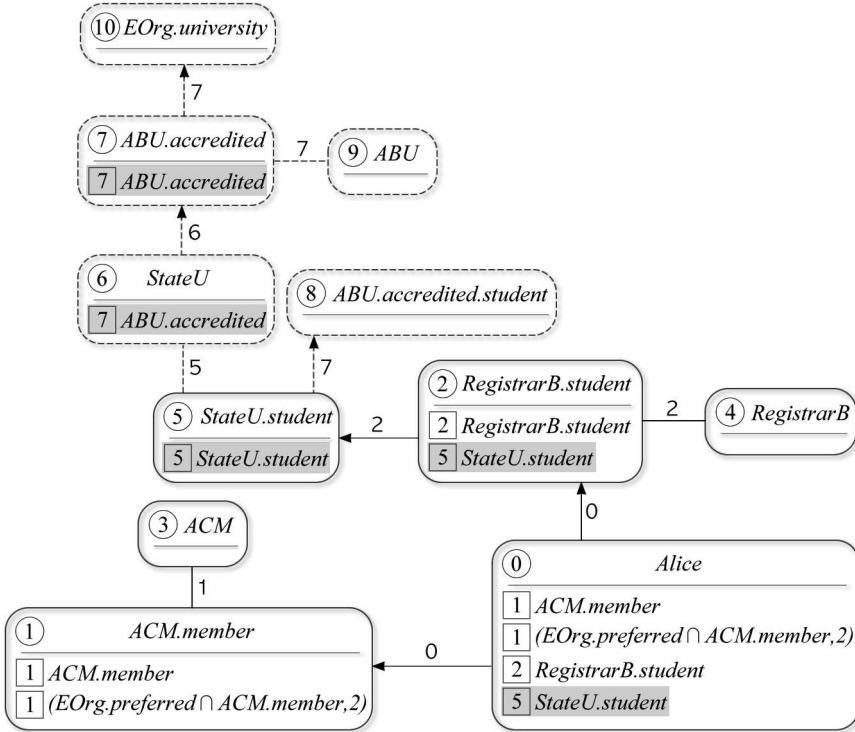 10 EOrg.university
7
7 ABU.accredited
7 ABU.accredited
7
9 ABU
6
6 StateU
7 ABU.accredited
8 ABU.accredited.student
5
7
5 StateU.student
5 StateU.student
2
2 RegistrarB.student
2 RegistrarB.student
5 StateU.student
2
4 RegistrarB
0
3 ACM
1
1 ACM.member
1 ACM.member
1 (EOrg.preferred ∩ ACM.member,2)
0
0 Alice
1 ACM.member
1 (EOrg.preferred ∩ ACM.member,2)
2 RegistrarB.student
5 StateU.student